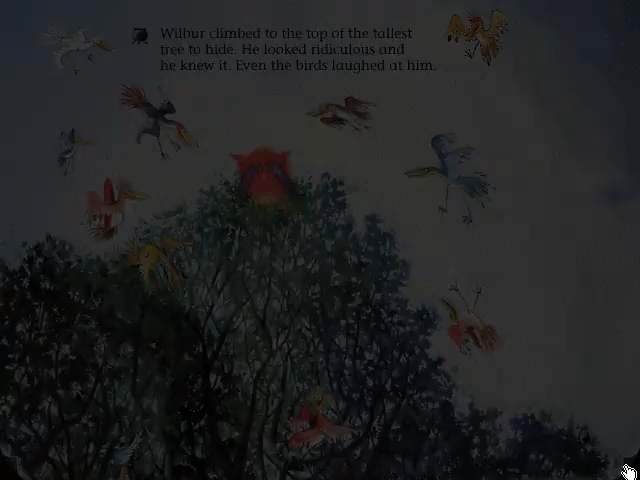 Wilbur climbed to the top of the tallest
tree to hide. He looked ridiculous and
he knew it. Even the birds laughed at him.